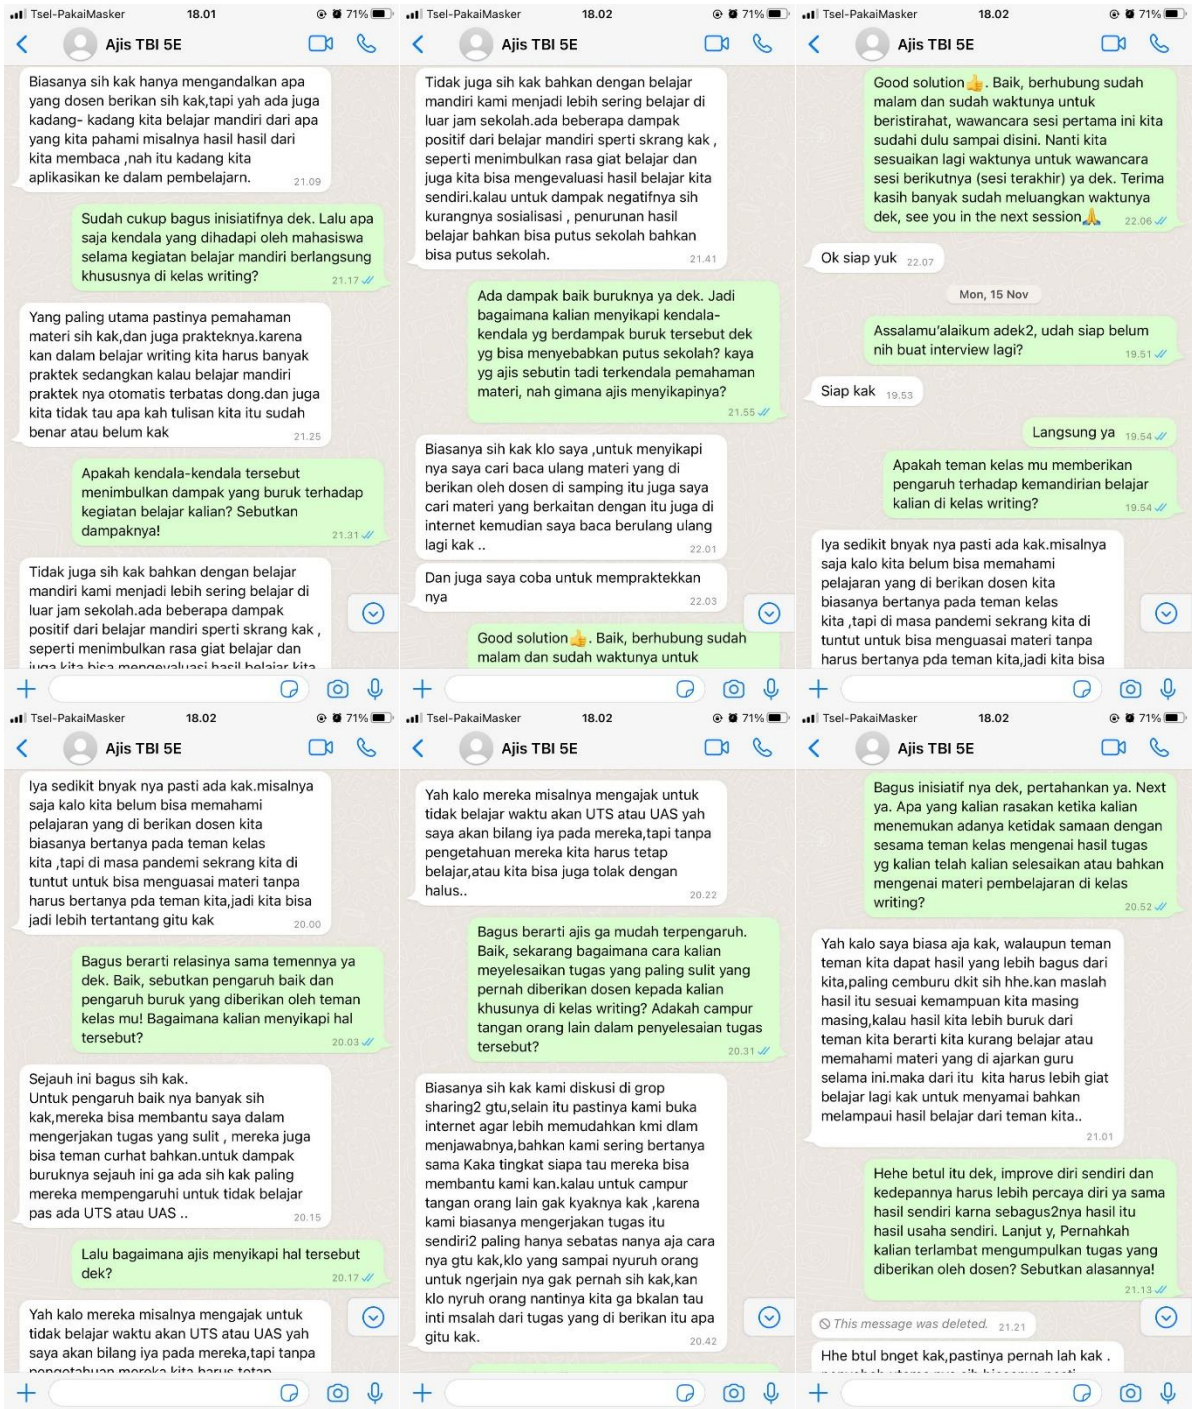 Tsel-PakaiMasker 18.01 71%
Ajis TBI 5E
Biasanya sih kak hanya mengandalkan apa
yang dosen berikan sih kak,tapi yah ada juga
kadang- kadang kita belajar mandiri dari apa
yang kita pahami misalnya hasil hasil dari
kita membaca ,nah itu kadang kita
aplikasikan ke dalam pembelajarn.
21.09
Sudah cukup bagus inisiatifnya dek. Lalu apa
saja kendala yang dihadapi oleh mahasiswa
selama kegiatan belajar mandiri berlangsung
khususnya di kelas writing?
21.17
Yang paling utama pastinya pemahaman
materi sih kak,dan juga prakteknya.karena
kan dalam belajar writing kita harus banyak
praktek sedangkan kalau belajar mandiri
praktek nya otomatis terbatas dong.dan juga
kita tidak tau apa kah tulisan kita itu sudah
benar atau belum kak
21.25
Apakah kendala-kendala tersebut
menimbulkan dampak yang buruk terhadap
kegiatan belajar kalian? Sebutkan
dampaknya!
21.31
Tidak juga sih kak bahkan dengan belajar
mandiri kami menjadi lebih sering belajar di
luar jam sekolah.ada beberapa dampak
positif dari belajar mandiri sperti skrang kak ,
seperti menimbulkan rasa giat belajar dan
juga kita bisa mengevaluasi hasil belajar kita
Tsel-PakaiMasker 18.02 71%
Ajis TBI 5E
Tidak juga sih kak bahkan dengan belajar
mandiri kami menjadi lebih sering belajar di
luar jam sekolah.ada beberapa dampak
positif dari belajar mandiri sperti skrang kak ,
seperti menimbulkan rasa giat belajar dan
juga kita bisa mengevaluasi hasil belajar kita
sendiri.kalau untuk dampak negatifnya sih
kurangnya sosialisasi , penurunan hasil
belajar bahkan bisa putus sekolah bahkan
bisa putus sekolah.
21.41
Ada dampak baik buruknya ya dek. Jadi
bagaimana kalian menyikapi kendala-
kendala yg berdampak buruk tersebut dek
yg bisa menyebabkan putus sekolah? kaya
yg ajis sebutin tadi terkendala pemahaman
materi, nah gimana ajis menyikapinya?
21.55
Biasanya sih kak klo saya ,untuk menyikapi
nya saya cari baca ulang materi yang di
berikan oleh dosen di samping itu juga saya
cari materi yang berkaitan dengan itu juga di
internet kemudian saya baca berulang ulang
lagi kak ..
22.01
Dan juga saya coba untuk mempraktekkan
nya
22.03
Good solution👍. Baik, berhubung sudah
malam dan sudah waktunya untuk
Tsel-PakaiMasker 18.02 71%
Ajis TBI 5E
Good solution👍. Baik, berhubung sudah
malam dan sudah waktunya untuk
beristirahat, wawancara sesi pertama ini kita
sudahi dulu sampai disini. Nanti kita
sesuaikan lagi waktunya untuk wawancara
sesi berikutnya (sesi terakhir) ya dek. Terima
kasih banyak sudah meluangkan waktunya
dek, see you in the next session🙏 22.06
Ok siap yuk 22.07
Mon, 15 Nov
Assalamu'alaikum adek2, udah siap belum
nih buat interview lagi?
19.51
Siap kak 19.53
Langsung ya 19.54
Apakah teman kelas mu memberikan
pengaruh terhadap kemandirian belajar
kalian di kelas writing?
19.54
Iya sedikit bnyak nya pasti ada kak.misalnya
saja kalo kita belum bisa memahami
pelajaran yang di berikan dosen kita
biasanya bertanya pada teman kelas
kita ,tapi di masa pandemi sekrang kita di
tuntut untuk bisa menguasai materi tanpa
harus bertanya pda teman kita,jadi kita bisa
Tsel-PakaiMasker 18.02 71%
Ajis TBI 5E
Iya sedikit bnyak nya pasti ada kak.misalnya
saja kalo kita belum bisa memahami
pelajaran yang di berikan dosen kita
biasanya bertanya pada teman kelas
kita ,tapi di masa pandemi sekrang kita di
tuntut untuk bisa menguasai materi tanpa
harus bertanya pda teman kita,jadi kita bisa
jadi lebih tertantang gitu kak
20.00
Bagus berarti relasinya sama temennya ya
dek. Baik, sebutkan pengaruh baik dan
pengaruh buruk yang diberikan oleh teman
kelas mu! Bagaimana kalian menyikapi hal
tersebut?
20.03
Sejauh ini bagus sih kak.
Untuk pengaruh baik nya banyak sih
kak,mereka bisa membantu saya dalam
mengerjakan tugas yang sulit , mereka juga
bisa teman curhat bahkan.untuk dampak
buruknya sejauh ini ga ada sih kak paling
mereka mempengaruhi untuk tidak belajar
pas ada UTS atau UAS ..
20.15
Lalu bagaimana ajis menyikapi hal tersebut
dek?
20.17
Yah kalo mereka misalnya mengajak untuk
tidak belajar waktu akan UTS atau UAS yah
saya akan bilang iya pada mereka,tapi tanpa
pengetahuan mereka kita harus tetap
Tsel-PakaiMasker 18.02 71%
Ajis TBI 5E
Yah kalo mereka misalnya mengajak untuk
tidak belajar waktu akan UTS atau UAS yah
saya akan bilang iya pada mereka,tapi tanpa
pengetahuan mereka kita harus tetap
belajar,atau kita bisa juga tolak dengan
halus..
20.22
Bagus berarti ajis ga mudah terpengaruh.
Baik, sekarang bagaimana cara kalian
meyelesaikan tugas yang paling sulit yang
pernah diberikan dosen kepada kalian
khusunya di kelas writing? Adakah campur
tangan orang lain dalam penyelesaian tugas
tersebut?
20.31
Biasanya sih kak kami diskusi di grop
sharing2 gtu,selain itu pastinya kami buka
internet agar lebih memudahkan kmi dlam
menjawabnya,bahkan kami sering bertanya
sama Kaka tingkat siapa tau mereka bisa
membantu kami kan.kalau untuk campur
tangan orang lain gak kyaknya kak ,karena
kami biasanya mengerjakan tugas itu
sendiri2 paling hanya sebatas nanya aja cara
nya gtu kak,klo yang sampai nyuruh orang
untuk ngerjain nya gak pernah sih kak,kan
klo nyruh orang nantinya kita ga bkalan tau
inti msalah dari tugas yang di berikan itu apa
gitu kak.
20.42
Tsel-PakaiMasker 18.02 71%
Ajis TBI 5E
Bagus inisiatif nya dek, pertahankan ya. Next
ya. Apa yang kalian rasakan ketika kalian
menemukan adanya ketidak samaan dengan
sesama teman kelas mengenai hasil tugas
yg kalian telah kalian selesaikan atau bahkan
mengenai materi pembelajaran di kelas
writing?
20.52
Yah kalo saya biasa aja kak, walaupun teman
teman kita dapat hasil yang lebih bagus dari
kita,paling cemburu dkit sih hhe.kan maslah
hasil itu sesuai kemampuan kita masing
masing,kalau hasil kita lebih buruk dari
teman kita berarti kita kurang belajar atau
memahami materi yang di ajarkan guru
selama ini.maka dari itu kita harus lebih giat
belajar lagi kak untuk menyamai bahkan
melampaui hasil belajar dari teman kita..
21.01
Hehe betul itu dek, improve diri sendiri dan
kedepannya harus lebih percaya diri ya sama
hasil sendiri karna sebagus2nya hasil itu
hasil usaha sendiri. Lanjut y, Pernahkah
kalian terlambat mengumpulkan tugas yang
diberikan oleh dosen? Sebutkan alasannya!
21.13
This message was deleted. 21.21
Hhe btul bnget kak,pastinya pernah lah kak .